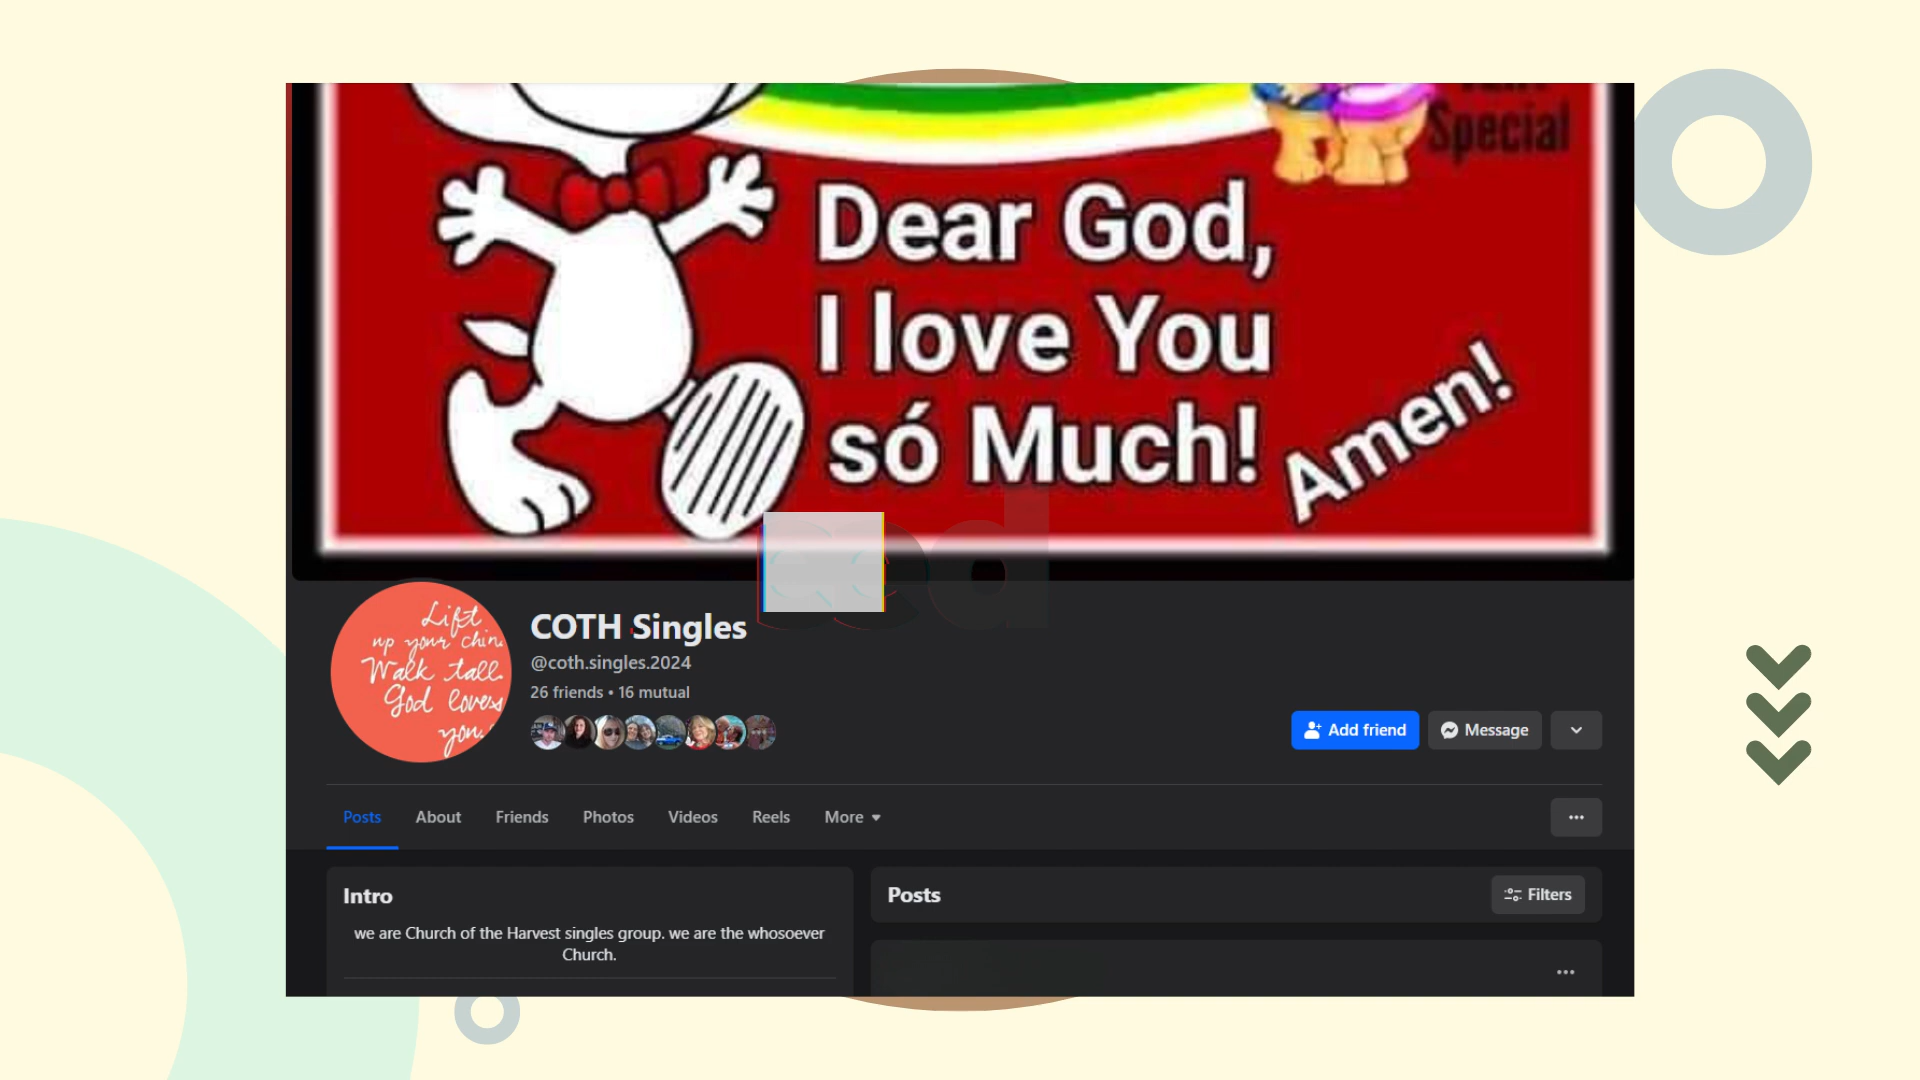 Special
Dear God,
I love You
só Much!
Amen!
Lift
up your chin
Walk tall
God loves
you.
COTH Singles
@coth.singles.2024
26 friends • 16 mutual
Add friend
Message
Posts
About
Friends
Photos
Videos
Reels
More
Intro
we are Church of the Harvest singles group. we are the whosoever
Church.
Posts
Filters